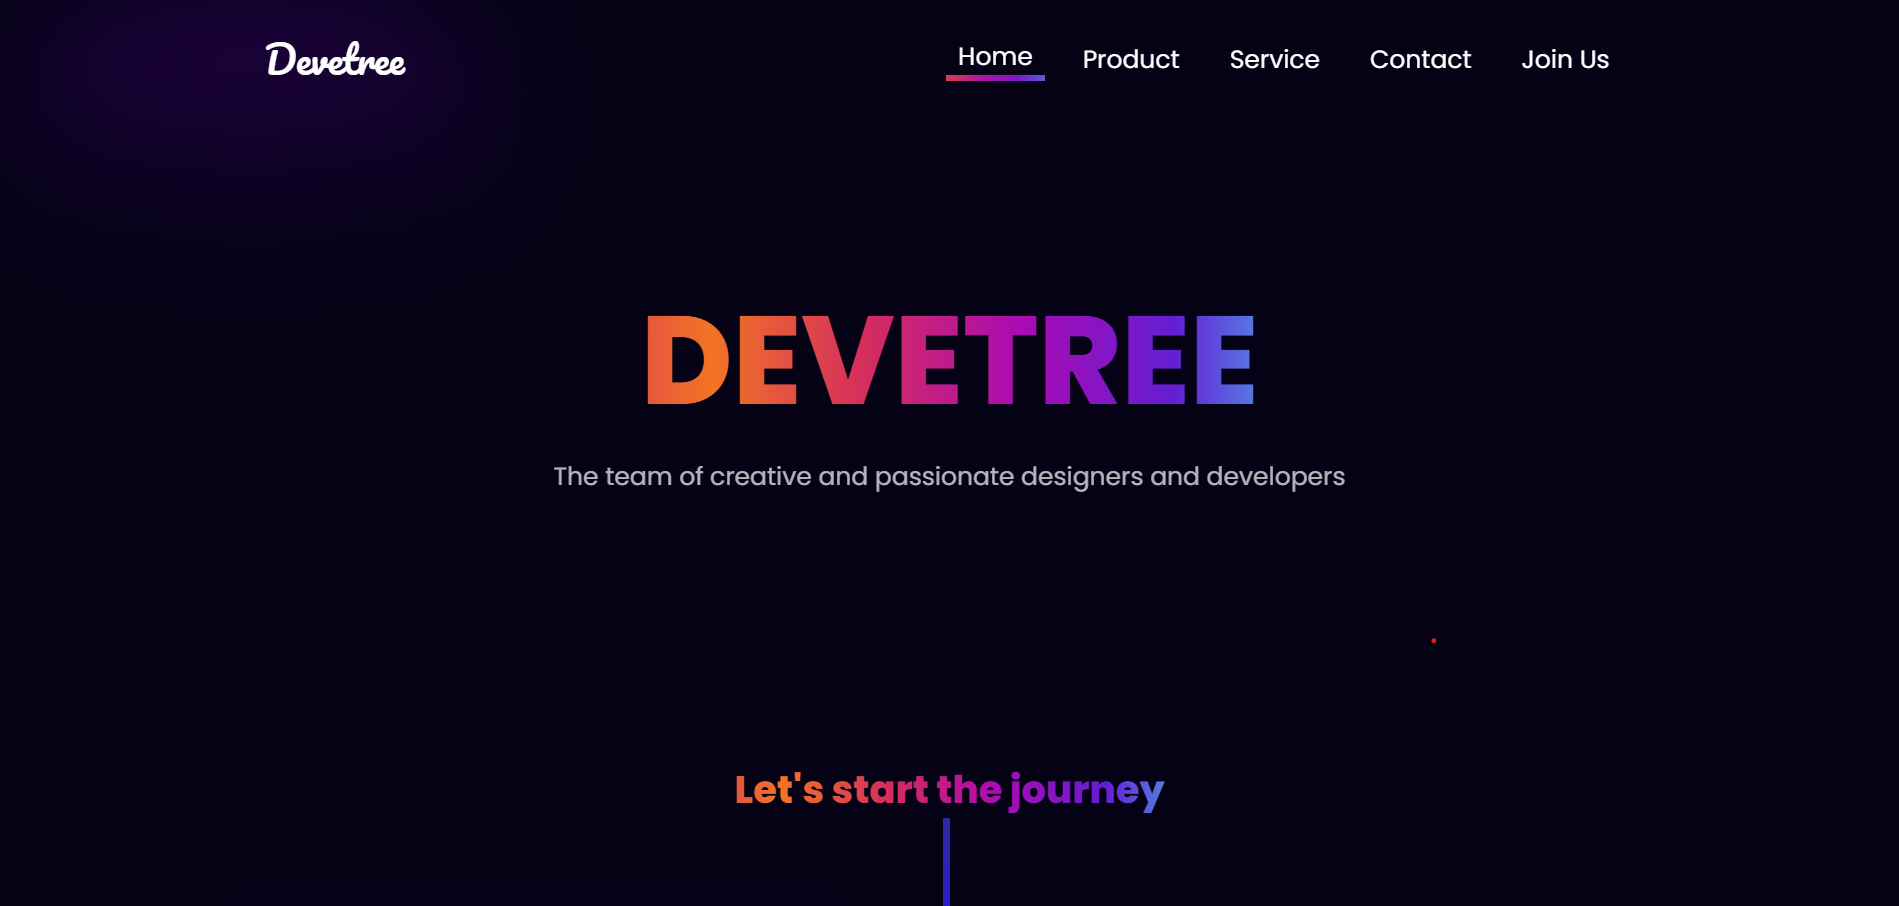 Devetree
Home Product Service Contact Join Us
DEVETREE
The team of creative and passionate designers and developers
Let's start the journey